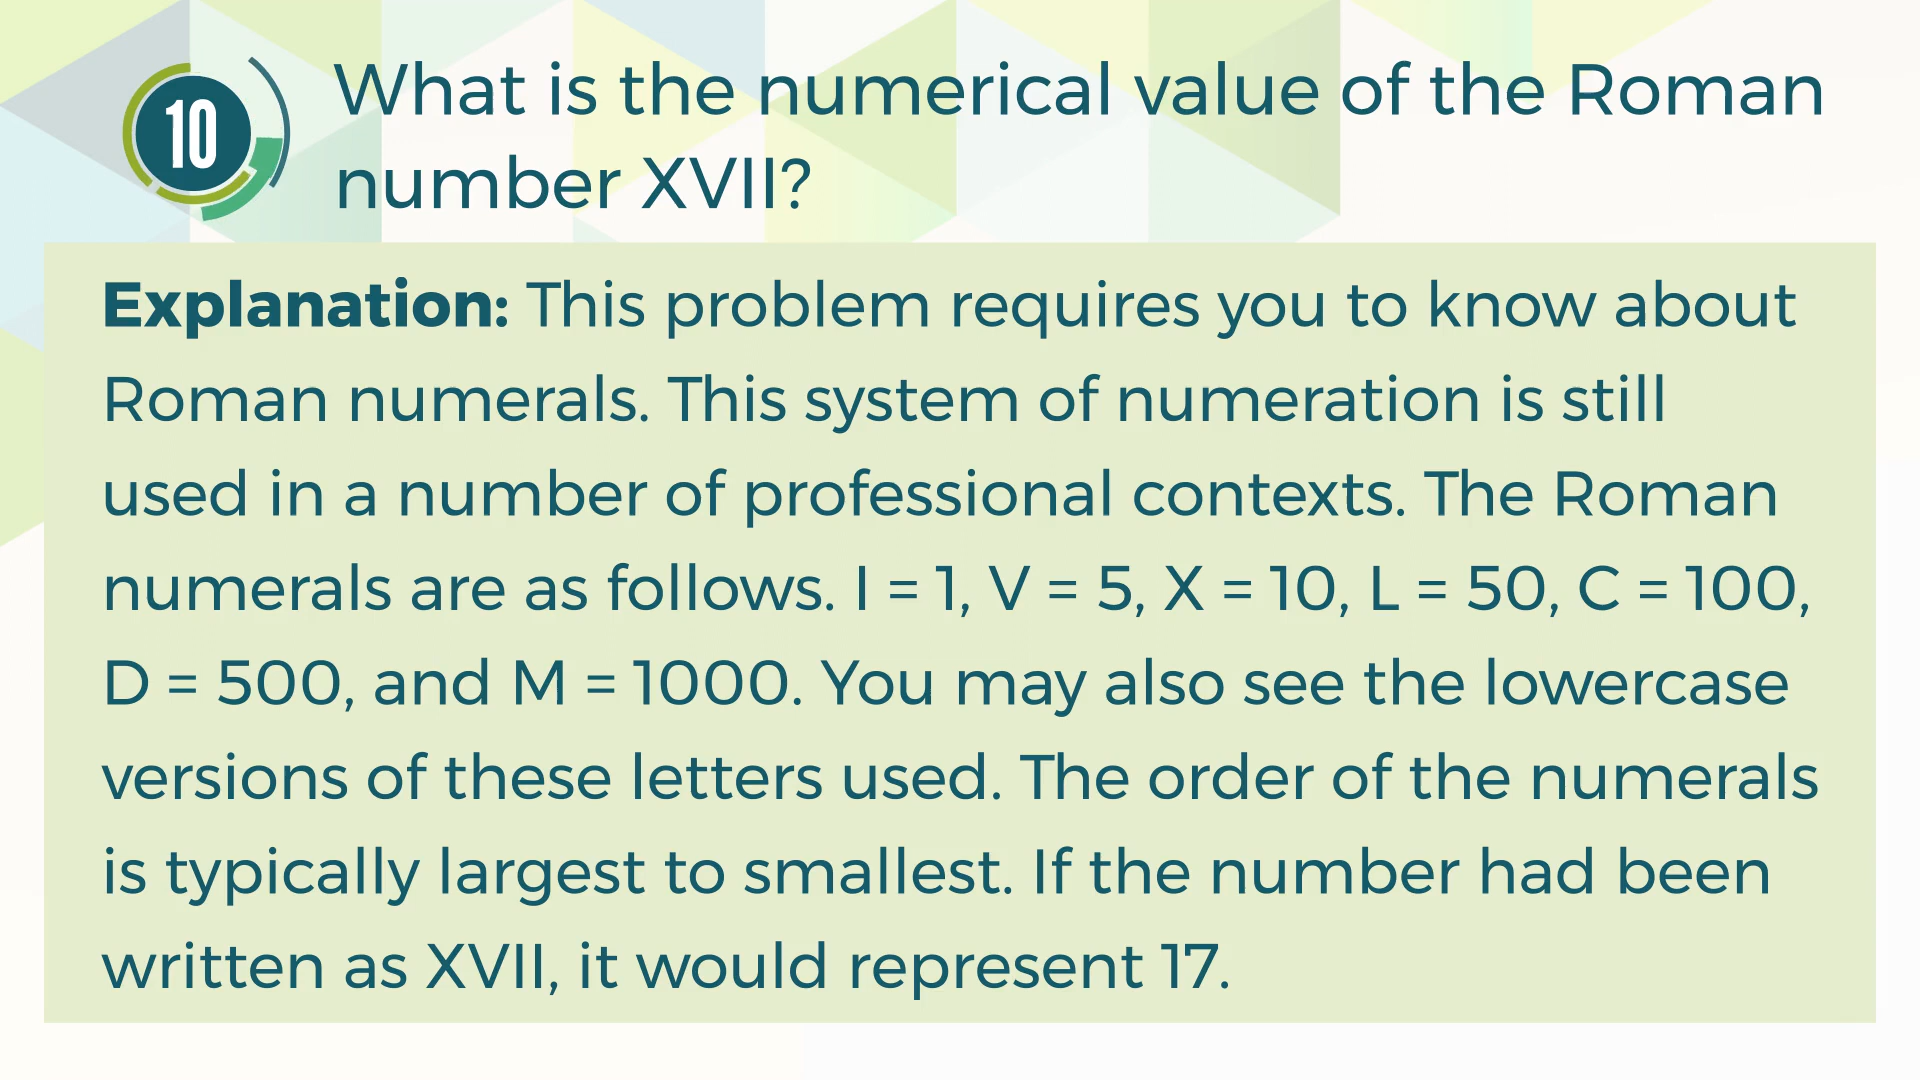 10
What is the numerical value of the Roman
number XVII?
Explanation: This problem requires you to know about
Roman numerals. This system of numeration is still
used in a number of professional contexts. The Roman
numerals are as follows. I = 1, V = 5, X = 10, L = 50, C = 100,
D = 500, and M = 1000. You may also see the lowercase
versions of these letters used. The order of the numerals
is typically largest to smallest. If the number had been
written as XVII, it would represent 17.